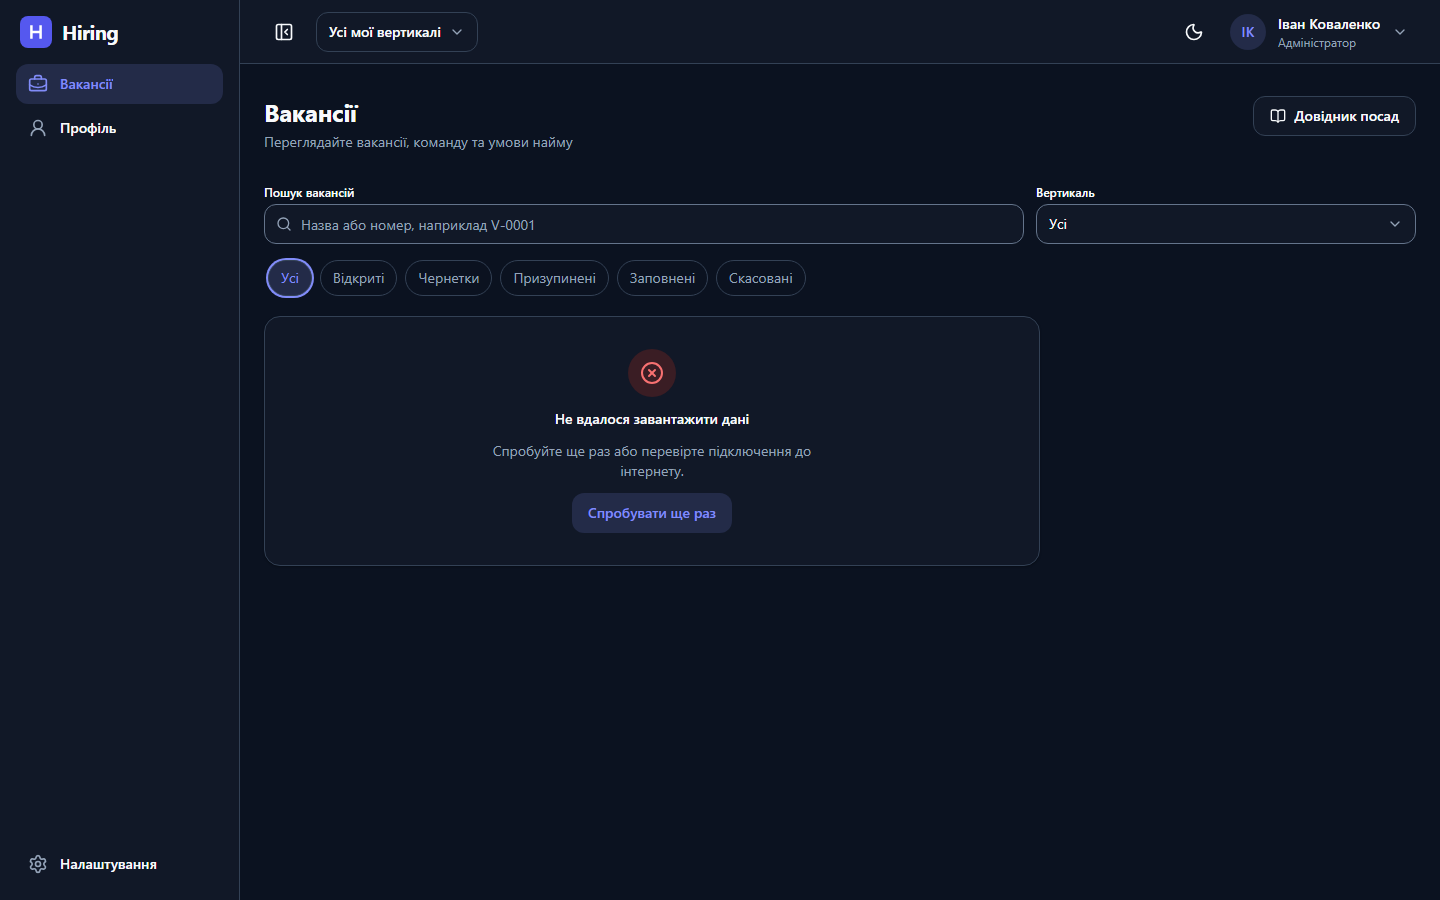 H Hiring
Вакансії
Профіль
Налаштування
Усі мої вертикалі
ІК
Іван Коваленко
Адміністратор
Вакансії
Переглядайте вакансії, команду та умови найму
Довідник посад
Пошук вакансій
Назва або номер, наприклад V-0001
Вертикаль
Усі
Усі Відкриті Чернетки Призупинені Заповнені Скасовані
Не вдалося завантажити дані
Спробуйте ще раз або перевірте підключення до
інтернету.
Спробувати ще раз